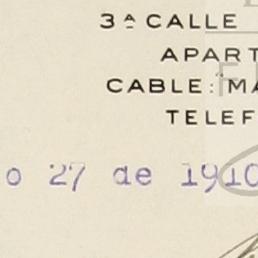 3ª CALLE
APART
CABLE: MA
TELEF
o 27 de 1910